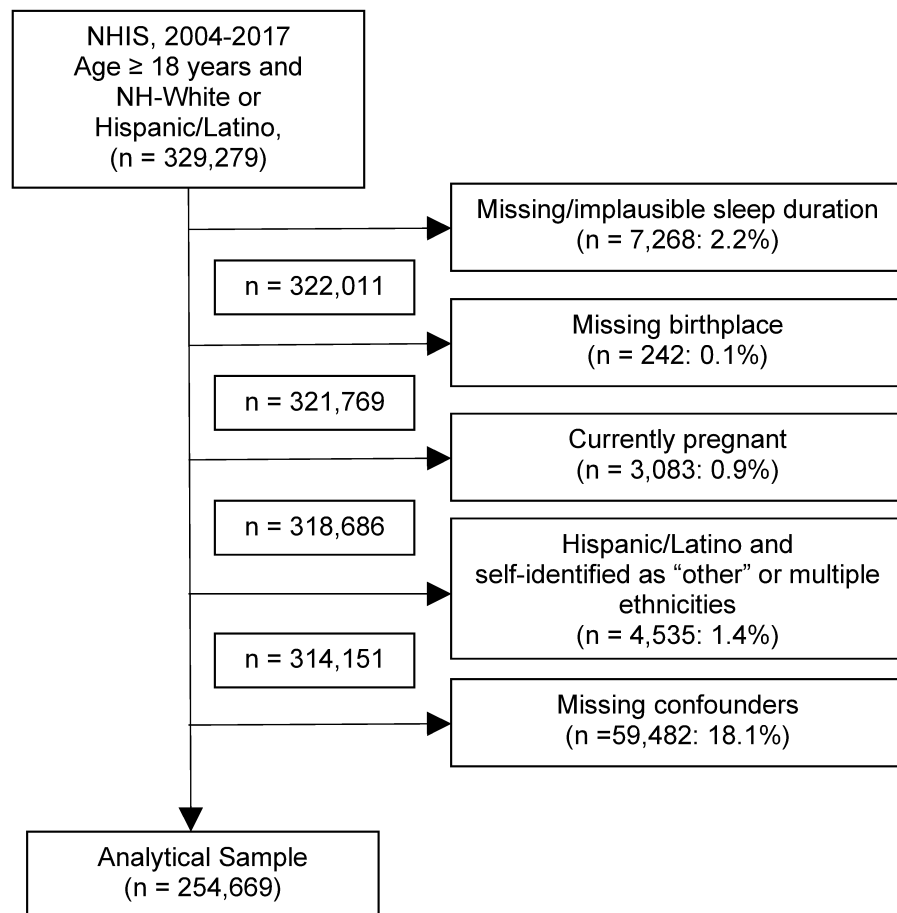 NHIS, 2004-2017
Age ≥ 18 years and
NH-White or
Hispanic/Latino,
(n = 329,279)
Missing/implausible sleep duration
(n = 7,268: 2.2%)
n = 322,011
Missing birthplace
(n = 242: 0.1%)
n = 321,769
Currently pregnant
(n = 3,083: 0.9%)
n = 318,686
Hispanic/Latino and
self-identified as “other” or multiple
ethnicities
(n = 4,535: 1.4%)
n = 314,151
Missing confounders
(n =59,482: 18.1%)
Analytical Sample
(n = 254,669)